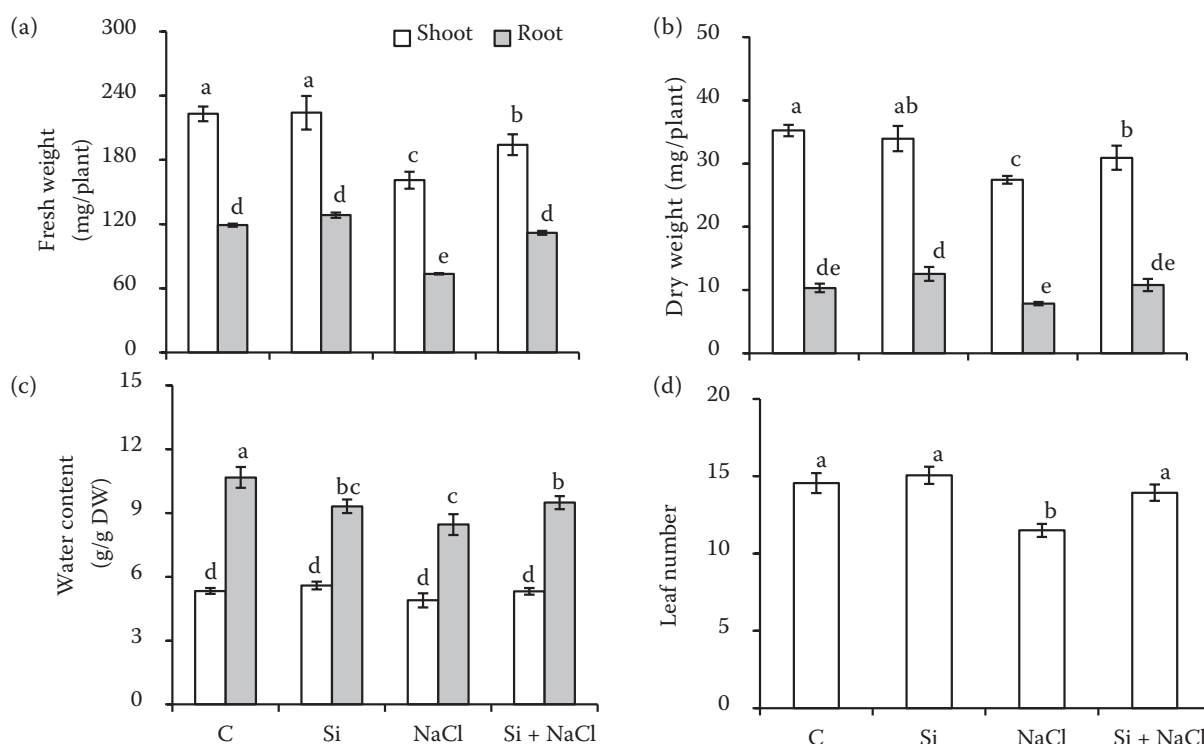 (a)
300
240
180
120
60
0
Fresh weight
(mg/plant)
Shoot Root
a
d
a
d
c
e
b
d
(b)
50
40
30
20
10
0
Dry weight (mg/plant)
a
de
ab
d
c
e
b
de
(c)
15
12
9
6
3
0
Water content
(g/g DW)
d
a
d
bc
d
c
d
b
C Si NaCl Si + NaCl
(d)
20
15
10
5
0
Leaf number
a
a
b
a
C Si NaCl Si + NaCl